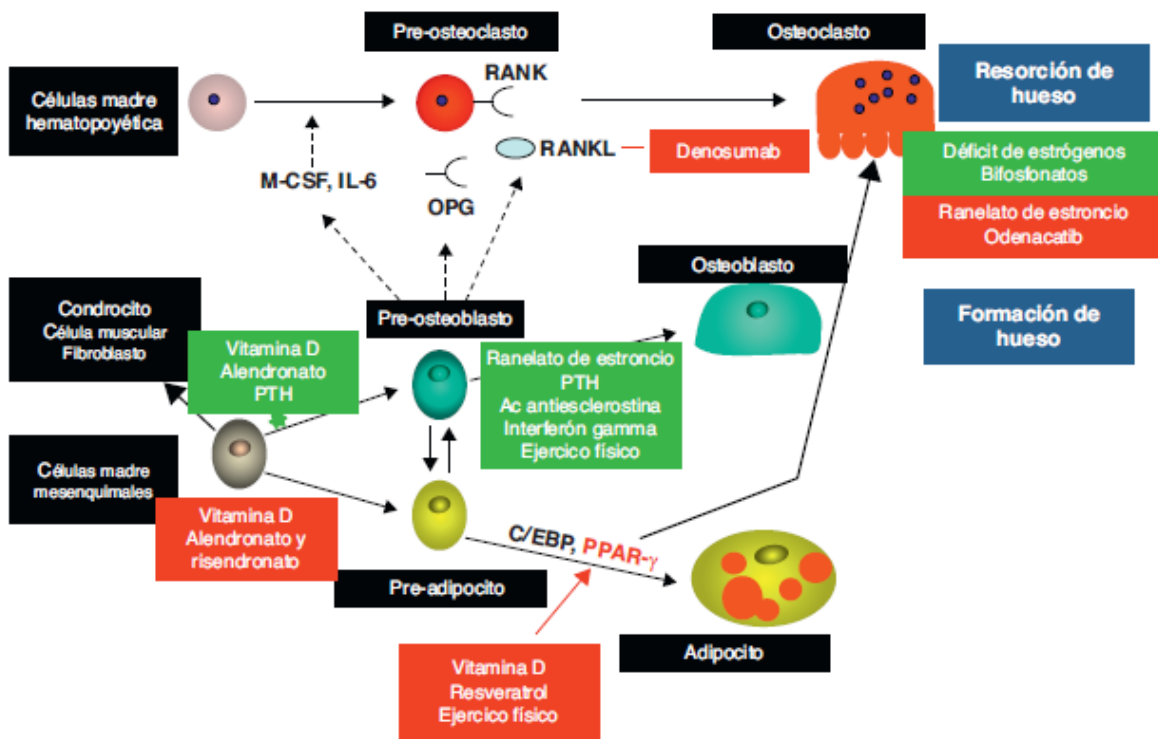 Pre-osteoclasto
Osteoclasto
Células madre
hematopoyética
RANK
Resorción de
hueso
RANKL
Denosumab
M-CSF, IL-6
OPG
Déficit de estrógenos
Bifosfonatos
Ranelato de estroncio
Odenacatib
Osteoblasto
Condrocito
Célula muscular
Fibroblasto
Pre-osteoblasto
Formación de
hueso
Vitamina D
Alendronato
PTH
Ranelato de estroncio
PTH
Ac antiesclerostina
Interferón gamma
Ejercico físico
Células madre
mesenquimales
Vitamina D
Alendronato y
risendronato
C/EBP, PPAR-γ
Pre-adipocito
Adipocito
Vitamina D
Resveratrol
Ejercico físico